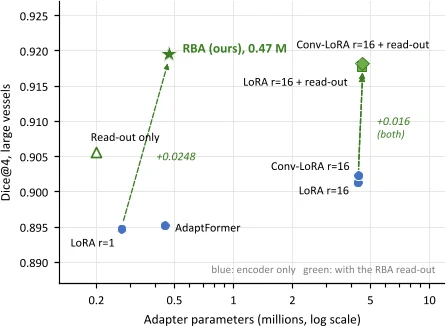 0.925
0.920
0.915
0.910
0.905
0.900
0.895
0.890
Dice@4, large vessels
RBA (ours), 0.47 M
Conv-LoRA r=16 + read-out
LoRA r=16 + read-out
Read-out only
+0.0248
+0.016
(both)
Conv-LoRA r=16
LoRA r=16
AdaptFormer
LoRA r=1
blue: encoder only green: with the RBA read-out
0.2 0.5 1 2 5 10
Adapter parameters (millions, log scale)